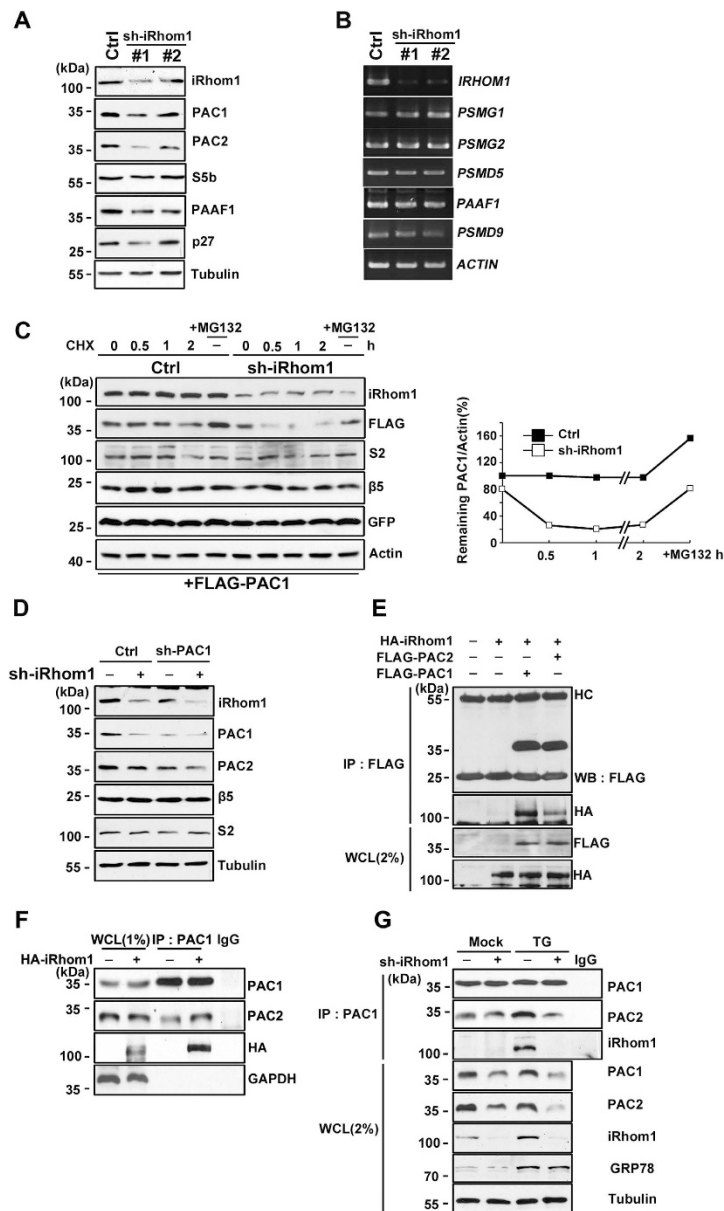 A
sh-iRhom1
Ctrl #1 #2
(kDa)
100 - iRhom1
35 - PAC1
35 - PAC2
55 - S5b
35 - PAAF1
25 - p27
55 - Tubulin
B
sh-iRhom1
Ctrl #1 #2
IRHOM1
PSMG1
PSMG2
PSMD5
PAAF1
PSMD9
ACTIN
C
+MG132 +MG132
CHX 0 0.5 1 2 – 0 0.5 1 2 – h
Ctrl sh-iRhom1
(kDa)
100 - iRhom1
35 - FLAG
100 - S2
25 - β5
25 - GFP
40 - Actin
+FLAG-PAC1
Remaining PAC1/Actin(%)
160
120
80
40
0
Ctrl
sh-iRhom1
0.5 1 2 +MG132 h
D
Ctrl sh-PAC1
sh-iRhom1 – + – +
(kDa)
100 - iRhom1
35 - PAC1
35 - PAC2
25 - β5
100 - S2
55 - Tubulin
E
HA-iRhom1 – + + +
FLAG-PAC2 – – – +
FLAG-PAC1 – – + –
(kDa)
IP : FLAG
55 - HC
35 -
25 - WB : FLAG
100 - HA
WCL(2%)
35 - FLAG
100 - HA
F
WCL(1%) IP : PAC1 IgG
HA-iRhom1 – + – +
(kDa)
35 - PAC1
35 - PAC2
100 - HA
35 - GAPDH
G
Mock TG
sh-iRhom1 – + – + IgG
(kDa)
IP : PAC1
35 - PAC1
35 - PAC2
100 - iRhom1
WCL(2%)
35 - PAC1
35 - PAC2
100 - iRhom1
70 - GRP78
55 - Tubulin